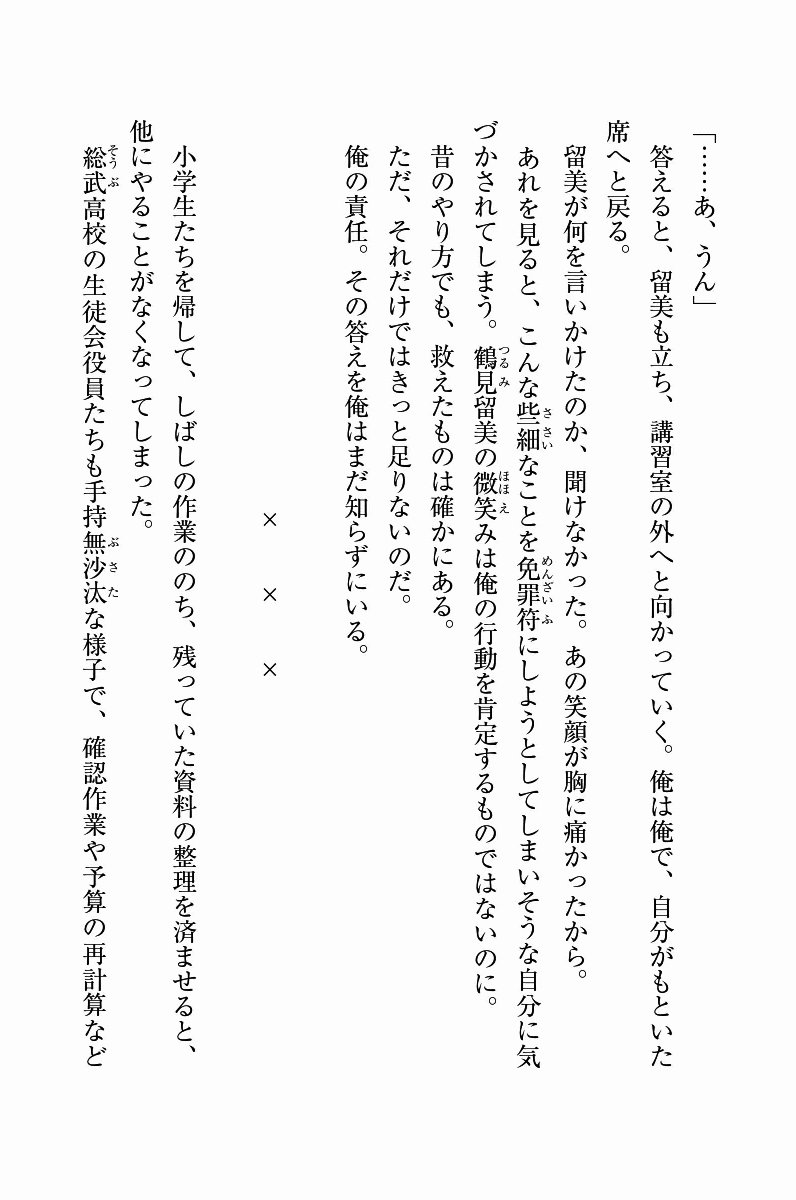 「……あ、うん」
　答えると、留美も立ち、講習室の外へと向かっていく。俺は俺で、自分がもといた
席へと戻る。
　留美が何を言いかけたのか、聞けなかった。あの笑顔が胸に痛かったから。
　あれを見ると、こんな些細なことを免罪符にしようとしてしまいそうな自分に気
づかされてしまう。鶴見留美の微笑みは俺の行動を肯定するものではないのに。
　昔のやり方でも、救えたものは確かにある。
　ただ、それだけではきっと足りないのだ。
　俺の責任。その答えを俺はまだ知らずにいる。
×　×　×
　小学生たちを帰して、しばしの作業ののち、残っていた資料の整理を済ませると、
他にやることがなくなってしまった。
　総武高校の生徒会役員たちも手持無沙汰な様子で、確認作業や予算の再計算など